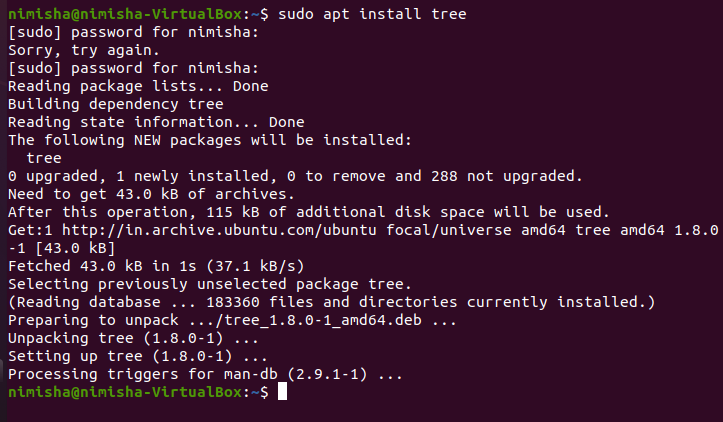 nimisha@nimisha-VirtualBox:~$ sudo apt install tree
[sudo] password for nimisha:
Sorry, try again.
[sudo] password for nimisha:
Reading package lists... Done
Building dependency tree
Reading state information... Done
The following NEW packages will be installed:
  tree
0 upgraded, 1 newly installed, 0 to remove and 288 not upgraded.
Need to get 43.0 kB of archives.
After this operation, 115 kB of additional disk space will be used.
Get:1 http://in.archive.ubuntu.com/ubuntu focal/universe amd64 tree amd64 1.8.0
-1 [43.0 kB]
Fetched 43.0 kB in 1s (37.1 kB/s)
Selecting previously unselected package tree.
(Reading database ... 183360 files and directories currently installed.)
Preparing to unpack .../tree_1.8.0-1_amd64.deb ...
Unpacking tree (1.8.0-1) ...
Setting up tree (1.8.0-1) ...
Processing triggers for man-db (2.9.1-1) ...
nimisha@nimisha-VirtualBox:~$